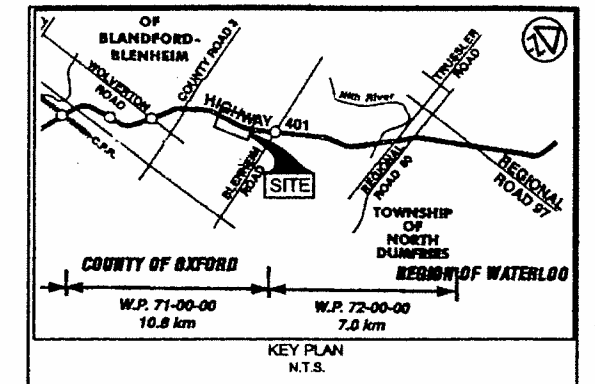 OF
BLANDFORD-
BLENHEIM
WOLVERTON
ROAD
COUNTY ROAD 3
HIGHWAY 401
Nith River
TRUESLER
ROAD
C.P.R.
BLENHEIM
ROAD
SITE
REGIONAL
ROAD 60
REGIONAL
ROAD 97
TOWNSHIP
OF
NORTH
DUMFRIES
COUNTY OF OXFORD
REGION OF WATERLOO
W.P. 71-00-00
10.8 km
W.P. 72-00-00
7.0 km
KEY PLAN
N.T.S.
Z